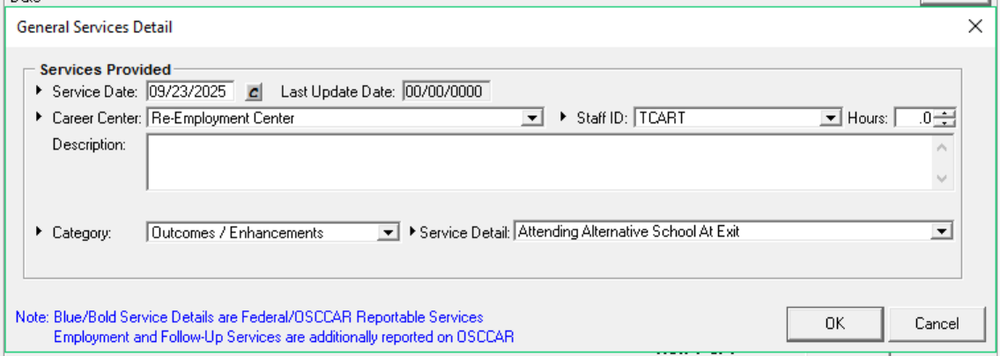 General Services Detail
Services Provided
Service Date: 09/23/2025 c Last Update Date: 00/00/0000
Career Center: Re-Employment Center Staff ID: TCART Hours: .0
Description:
Category: Outcomes / Enhancements Service Detail: Attending Alternative School At Exit
Note: Blue/Bold Service Details are Federal/OSCCAR Reportable Services
Employment and Follow-Up Services are additionally reported on OSCCAR
OK Cancel